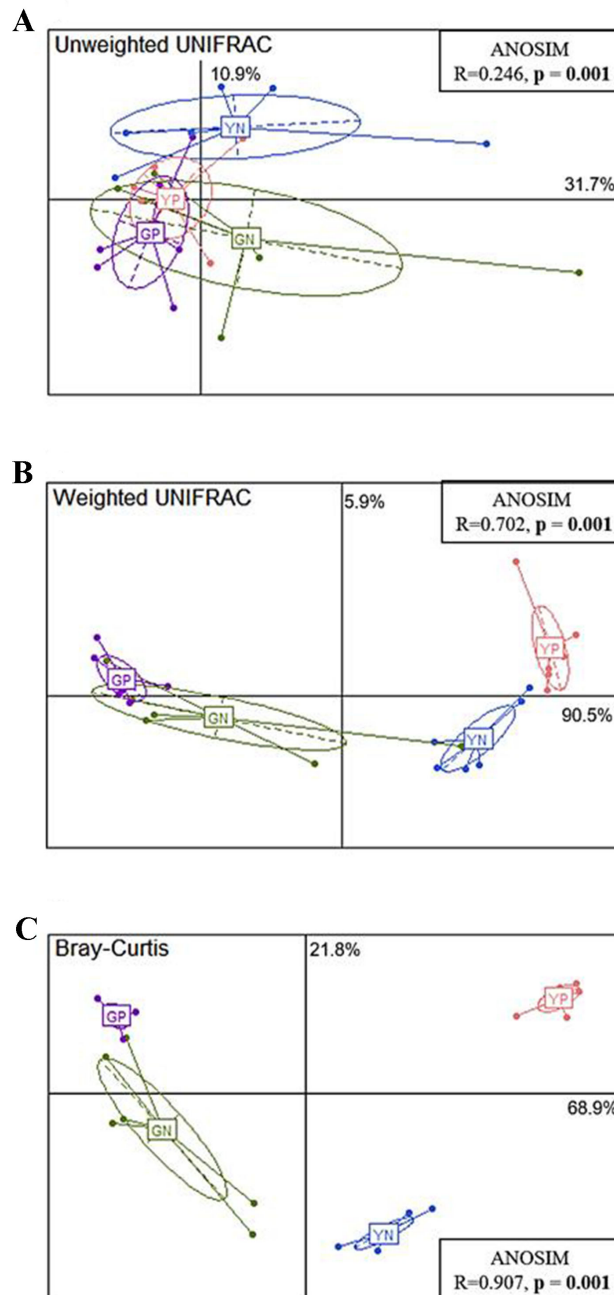 A
Unweighted UNIFRAC
ANOSIM
R=0.246, p = 0.001
10.9%
YN
31.7%
YP
GP
GN
B
Weighted UNIFRAC
5.9%
ANOSIM
R=0.702, p = 0.001
YP
GP
90.5%
GN
YN
C
Bray-Curtis
21.8%
YP
GP
68.9%
GN
YN
ANOSIM
R=0.907, p = 0.001